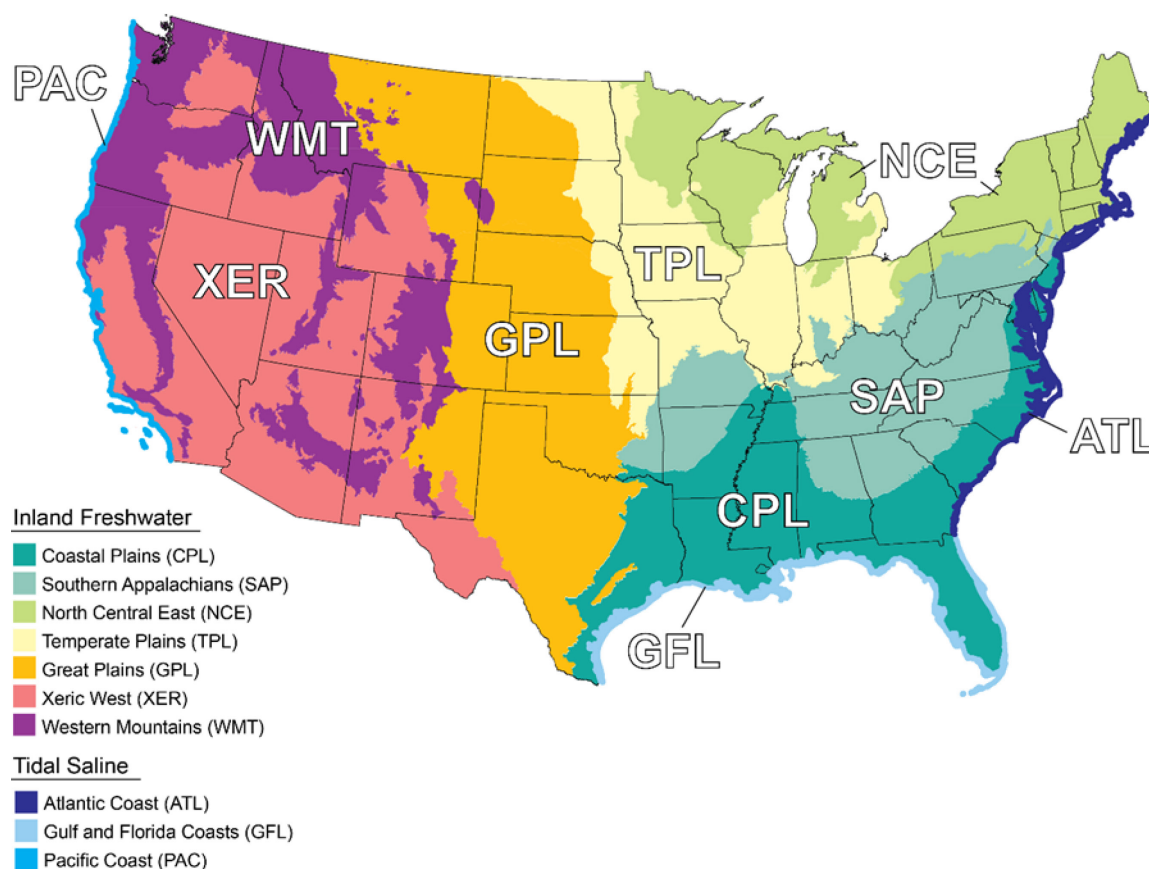 PAC
WMT
NCE
TPL
XER
GPL
SAP
ATL
CPL
GFL
Inland Freshwater
Coastal Plains (CPL)
Southern Appalachians (SAP)
North Central East (NCE)
Temperate Plains (TPL)
Great Plains (GPL)
Xeric West (XER)
Western Mountains (WMT)
Tidal Saline
Atlantic Coast (ATL)
Gulf and Florida Coasts (GFL)
Pacific Coast (PAC)